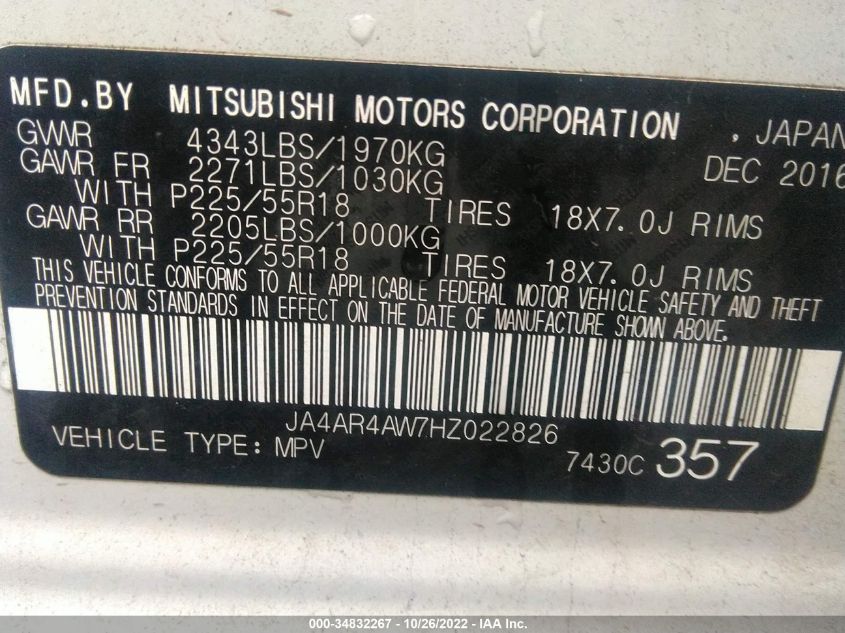 MFD.BY MITSUBISHI MOTORS CORPORATION , JAPAN
GVWR 4343LBS/1970KG DEC 2016
GAWR FR 2271LBS/1030KG
WITH P225/55R18 TIRES 18X7.0J RIMS
GAWR RR 2205LBS/1000KG
WITH P225/55R18 TIRES 18X7.0J RIMS
THIS VEHICLE CONFORMS TO ALL APPLICABLE FEDERAL MOTOR VEHICLE SAFETY AND THEFT
PREVENTION STANDARDS IN EFFECT ON THE DATE OF MANUFACTURE SHOWN ABOVE.
JA4AR4AW7HZ022826
VEHICLE TYPE: MPV 7430C 357
000-34832267 - 10/26/2022 - IAA Inc.